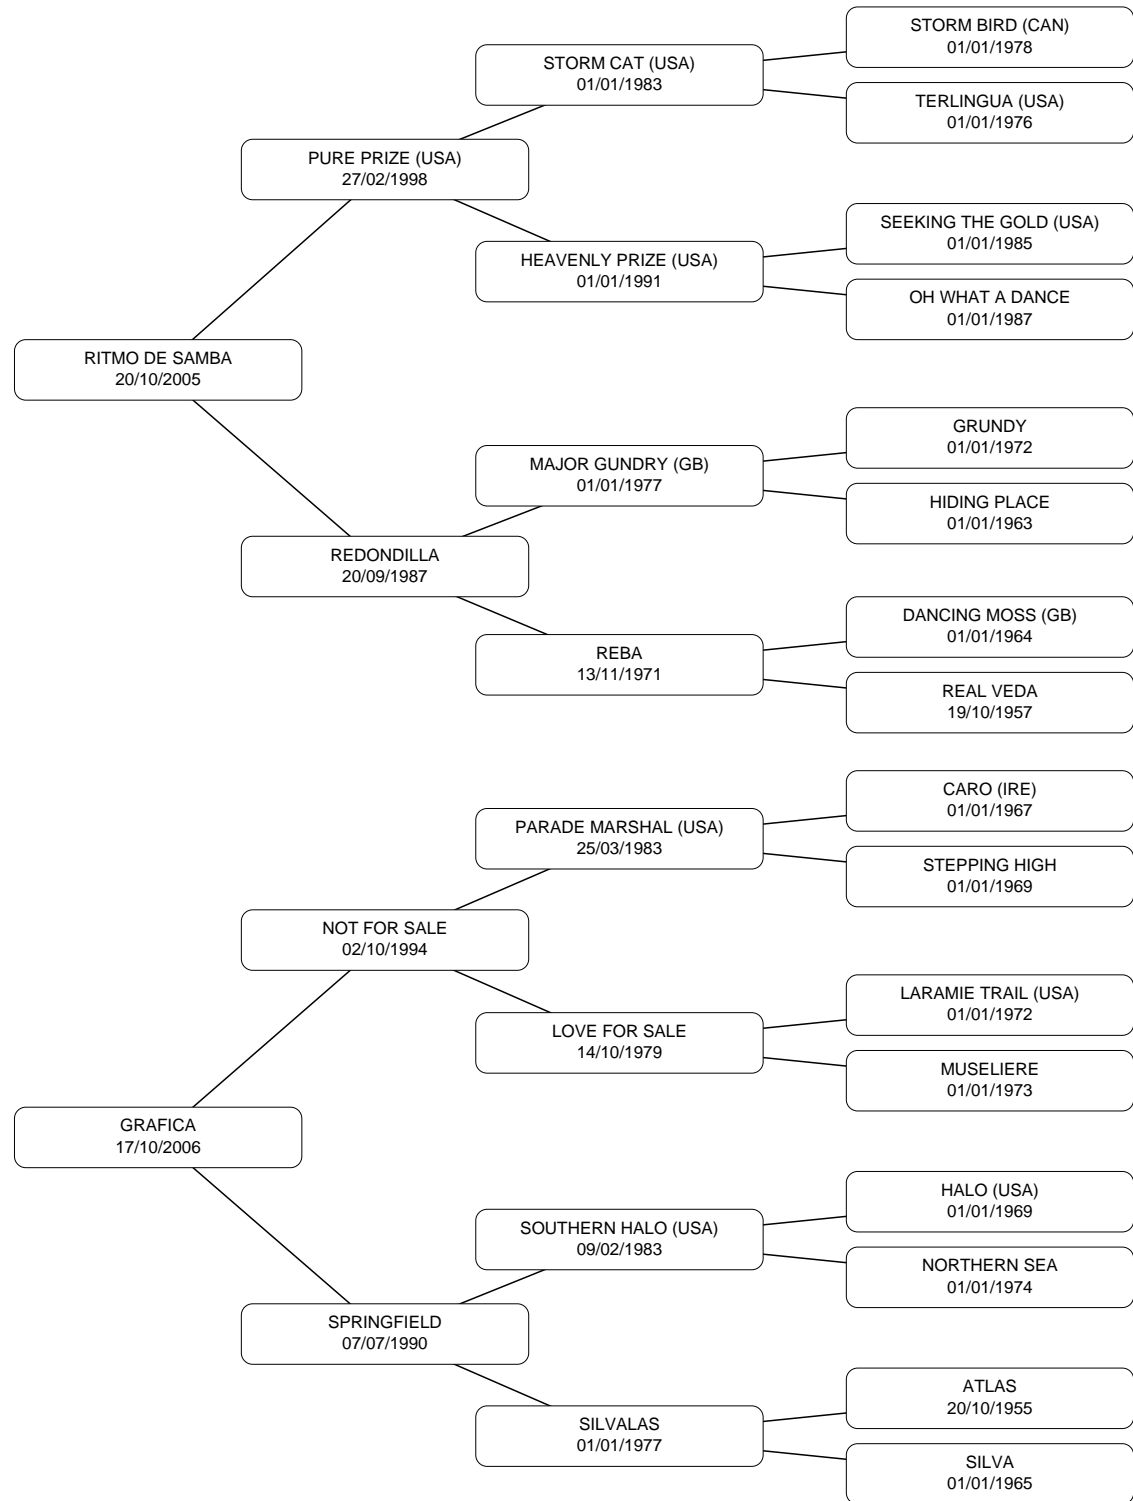 STORM BIRD (CAN)
01/01/1978
STORM CAT (USA)
01/01/1983
TERLINGUA (USA)
01/01/1976
PURE PRIZE (USA)
27/02/1998
SEEKING THE GOLD (USA)
01/01/1985
HEAVENLY PRIZE (USA)
01/01/1991
OH WHAT A DANCE
01/01/1987
RITMO DE SAMBA
20/10/2005
GRUNDY
01/01/1972
MAJOR GUNDRY (GB)
01/01/1977
HIDING PLACE
01/01/1963
REDONDILLA
20/09/1987
DANCING MOSS (GB)
01/01/1964
REBA
13/11/1971
REAL VEDA
19/10/1957
CARO (IRE)
01/01/1967
PARADE MARSHAL (USA)
25/03/1983
STEPPING HIGH
01/01/1969
NOT FOR SALE
02/10/1994
LARAMIE TRAIL (USA)
01/01/1972
LOVE FOR SALE
14/10/1979
MUSELIERE
01/01/1973
GRAFICA
17/10/2006
HALO (USA)
01/01/1969
SOUTHERN HALO (USA)
09/02/1983
NORTHERN SEA
01/01/1974
SPRINGFIELD
07/07/1990
ATLAS
20/10/1955
SILVALAS
01/01/1977
SILVA
01/01/1965